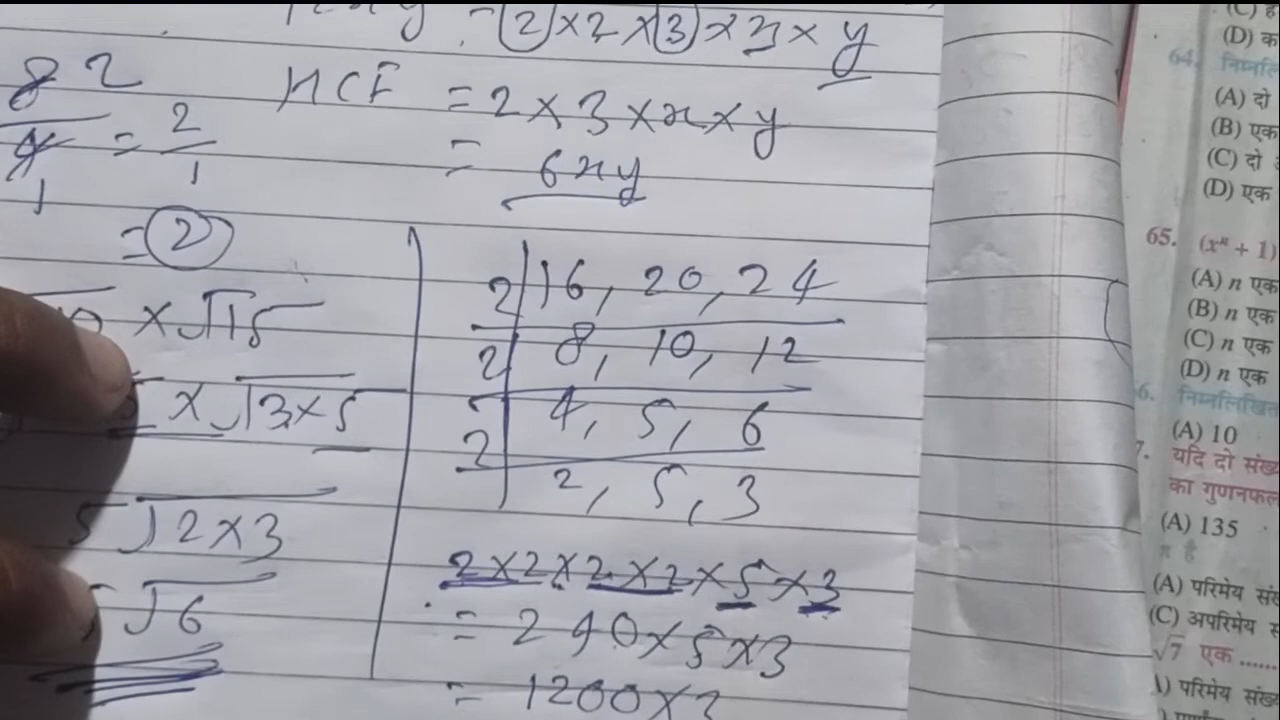 y = 2 × 2 × 3 × x × y
HCF = 2 × 3 × x × y
= 6xy
8 2
4 = 2/1
1
= 2
× √15
× √3×5
5 √2×3
√6
2 | 16, 20, 24
2 | 8, 10, 12
2 | 4, 5, 6
2, 5, 3
2×2×2×2×5×3
= 240×5×3
= 1200×3
(D) क
64. निम्नलि
(A) दो
(B) एक
(C) दो
(D) एक
65. (xⁿ + 1)
(A) n एक
(B) n एक
(C) n एक
(D) n एक
6. निम्नलिखित
(A) 10
7. यदि दो संख्य
का गुणनफल
(A) 135
π है
(A) परिमेय संख
(C) अपरिमेय स
√7 एक ......
) परिमेय संख्